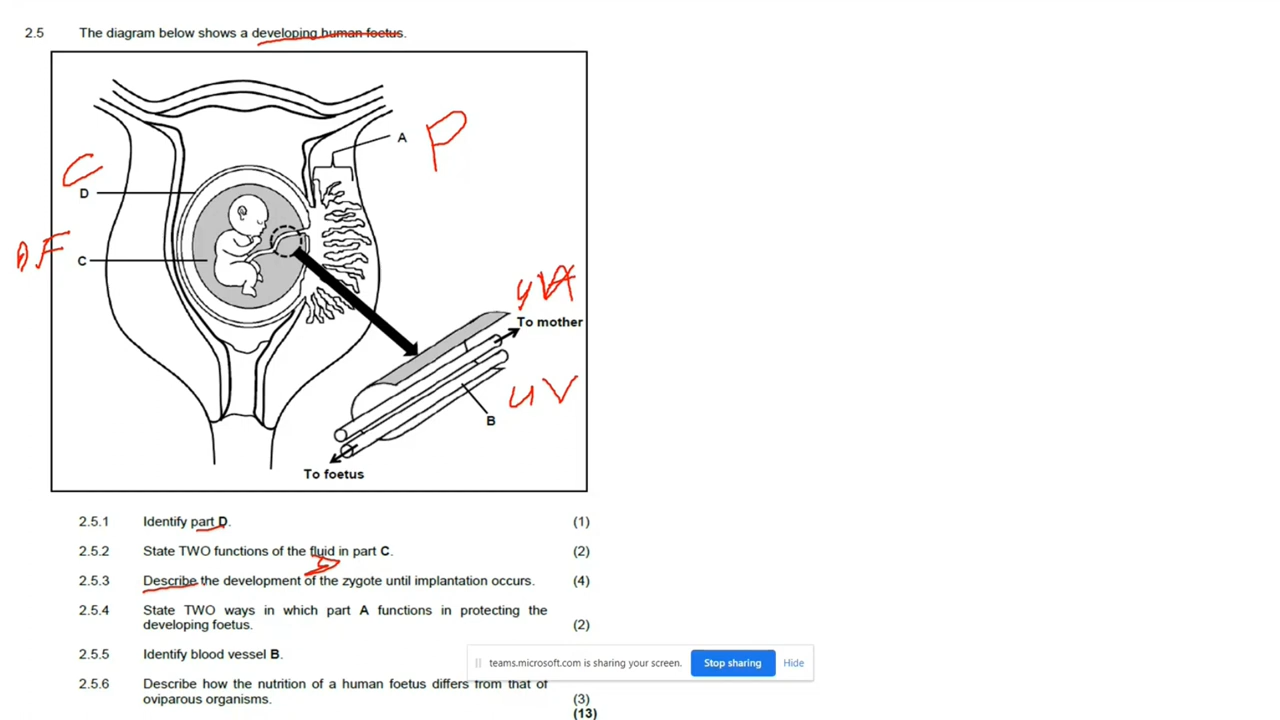 2.5 The diagram below shows a developing human foetus.
A
P
C
D
AF
C
UA
To mother
UV
B
To foetus
2.5.1 Identify part D. (1)
2.5.2 State TWO functions of the fluid in part C. (2)
2.5.3 Describe the development of the zygote until implantation occurs. (4)
2.5.4 State TWO ways in which part A functions in protecting the
developing foetus. (2)
2.5.5 Identify blood vessel B.
teams.microsoft.com is sharing your screen. Stop sharing Hide
2.5.6 Describe how the nutrition of a human foetus differs from that of
oviparous organisms. (3)
(13)